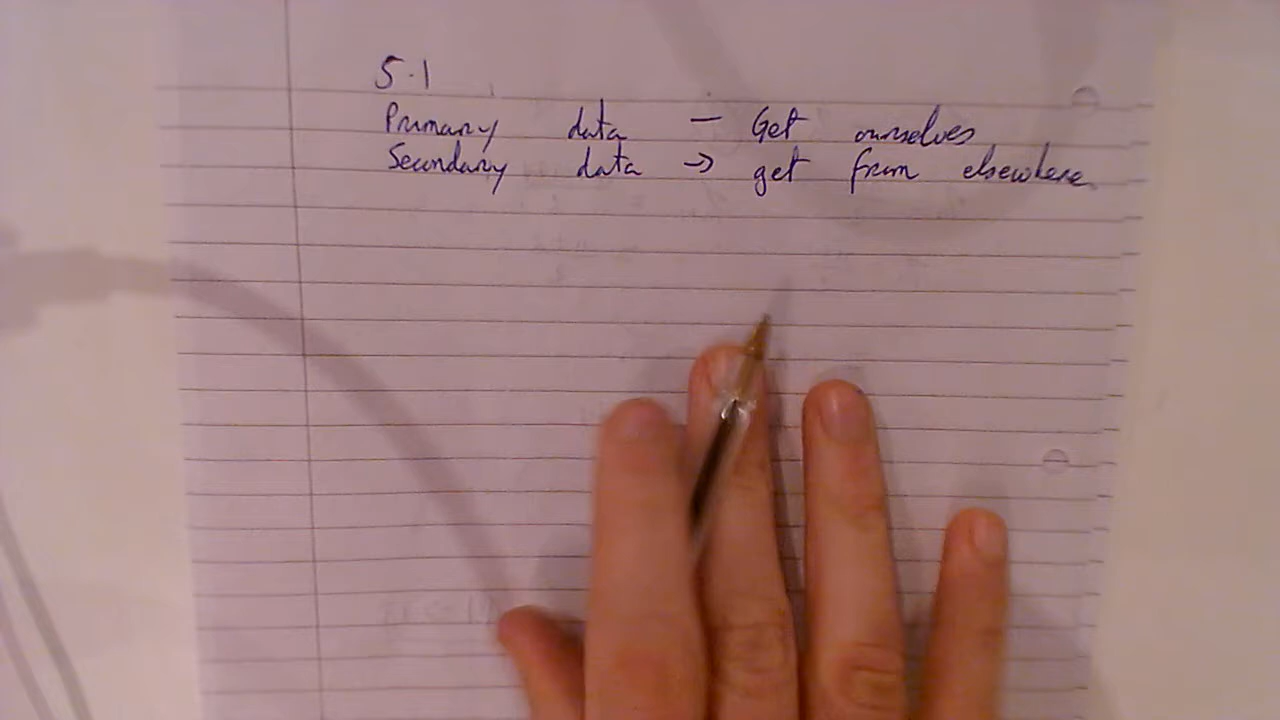 5.1
Primary data - Get ourselves
Secondary data → get from elsewhere